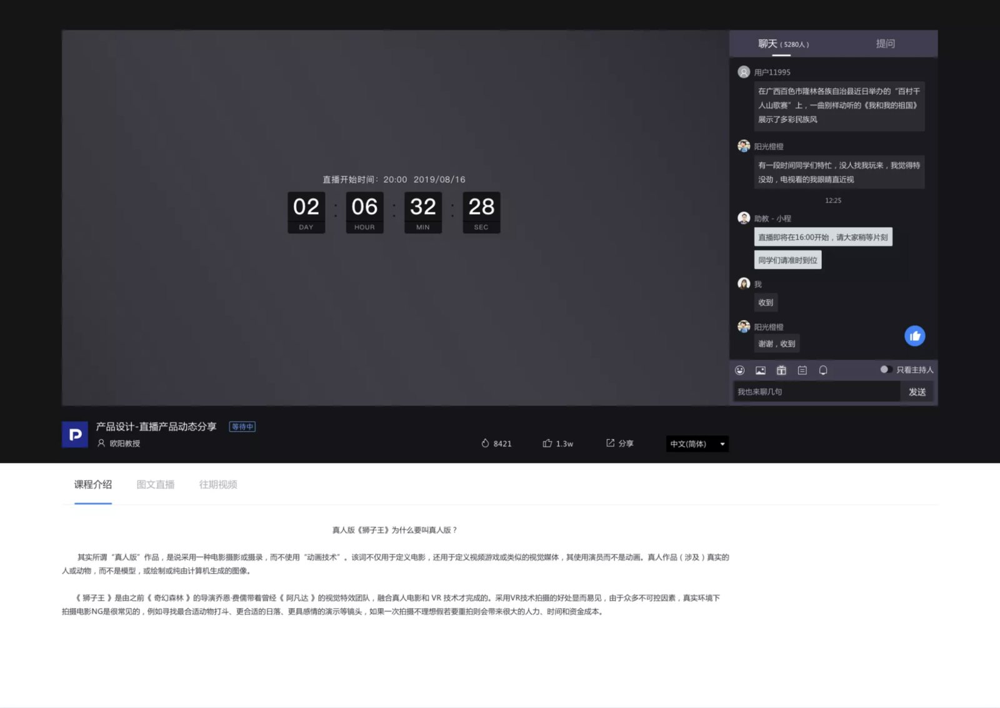 直播开始时间：20:00 2019/08/16
02 : 06 : 32 : 28
DAY HOUR MIN SEC
聊天（5280人） 提问
用户11995
在广西百色市隆林各族自治县近日举办的“百村千
人山歌赛”上，一曲别样动听的《我和我的祖国》
展示了多彩民族风
阳光橙橙
有一段时间同学们特忙，没人找我玩来，我觉得特
没劲，电视看的我眼睛直近视
12:25
助教 - 小程
直播即将在16:00开始，请大家稍等片刻
同学们请准时到位
我
收到
阳光橙橙
谢谢，收到
只看主持人
我也来聊几句 发送
P
产品设计-直播产品动态分享 等待中
欧阳教授
8421 1.3w 分享 中文(简体)
课程介绍 图文直播 往期视频
真人版《狮子王》为什么要叫真人版？
其实所谓“真人版”作品，是说采用一种电影摄影或摄录，而不使用“动画技术”。该词不仅用于定义电影，还用于定义视频游戏或类似的视觉媒体，其使用演员而不是动画。真人作品（涉及）真实的
人或动物，而不是模型，或绘制或纯由计算机生成的图像。
《 狮子王 》是由之前《 奇幻森林 》的导演乔恩·费儒带着曾经《 阿凡达 》的视觉特效团队，融合真人电影和 VR 技术才完成的。采用VR技术拍摄的好处显而易见，由于众多不可控因素，真实环境下
拍摄电影NG是很常见的，例如寻找最合适动物打斗、更合适的日落、更具感情的演示等镜头，如果一次拍摄不理想假若要重拍则会带来很大的人力、时间和资金成本。